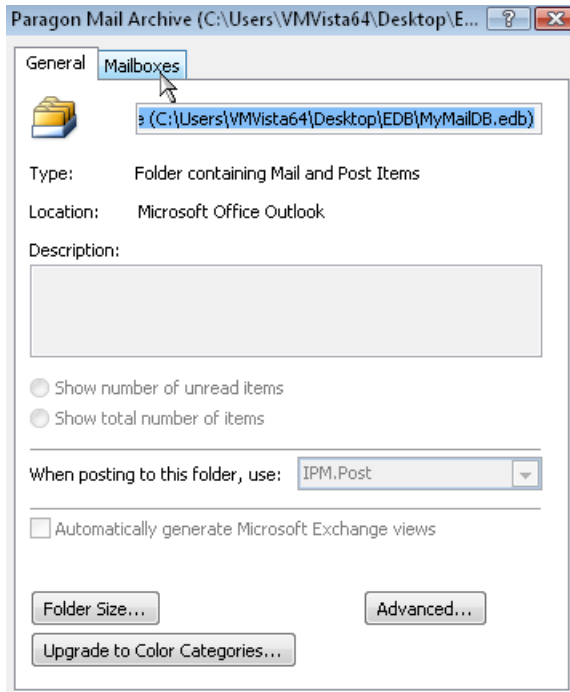 Paragon Mail Archive (C:\Users\VMVista64\Desktop\E...
General Mailboxes
e (C:\Users\VMVista64\Desktop\EDB\MyMailDB.edb)
Type: Folder containing Mail and Post Items
Location: Microsoft Office Outlook
Description:
Show number of unread items
Show total number of items
When posting to this folder, use: IPM.Post
Automatically generate Microsoft Exchange views
Folder Size... Advanced...
Upgrade to Color Categories...